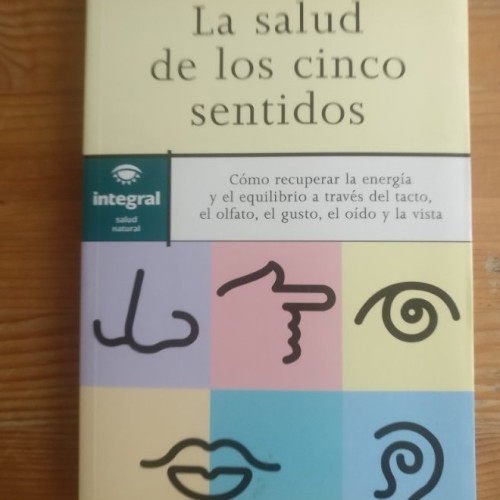 La salud
de los cinco
sentidos
integral
salud
natural
Cómo recuperar la energía
y el equilibrio a través del tacto,
el olfato, el gusto, el oído y la vista